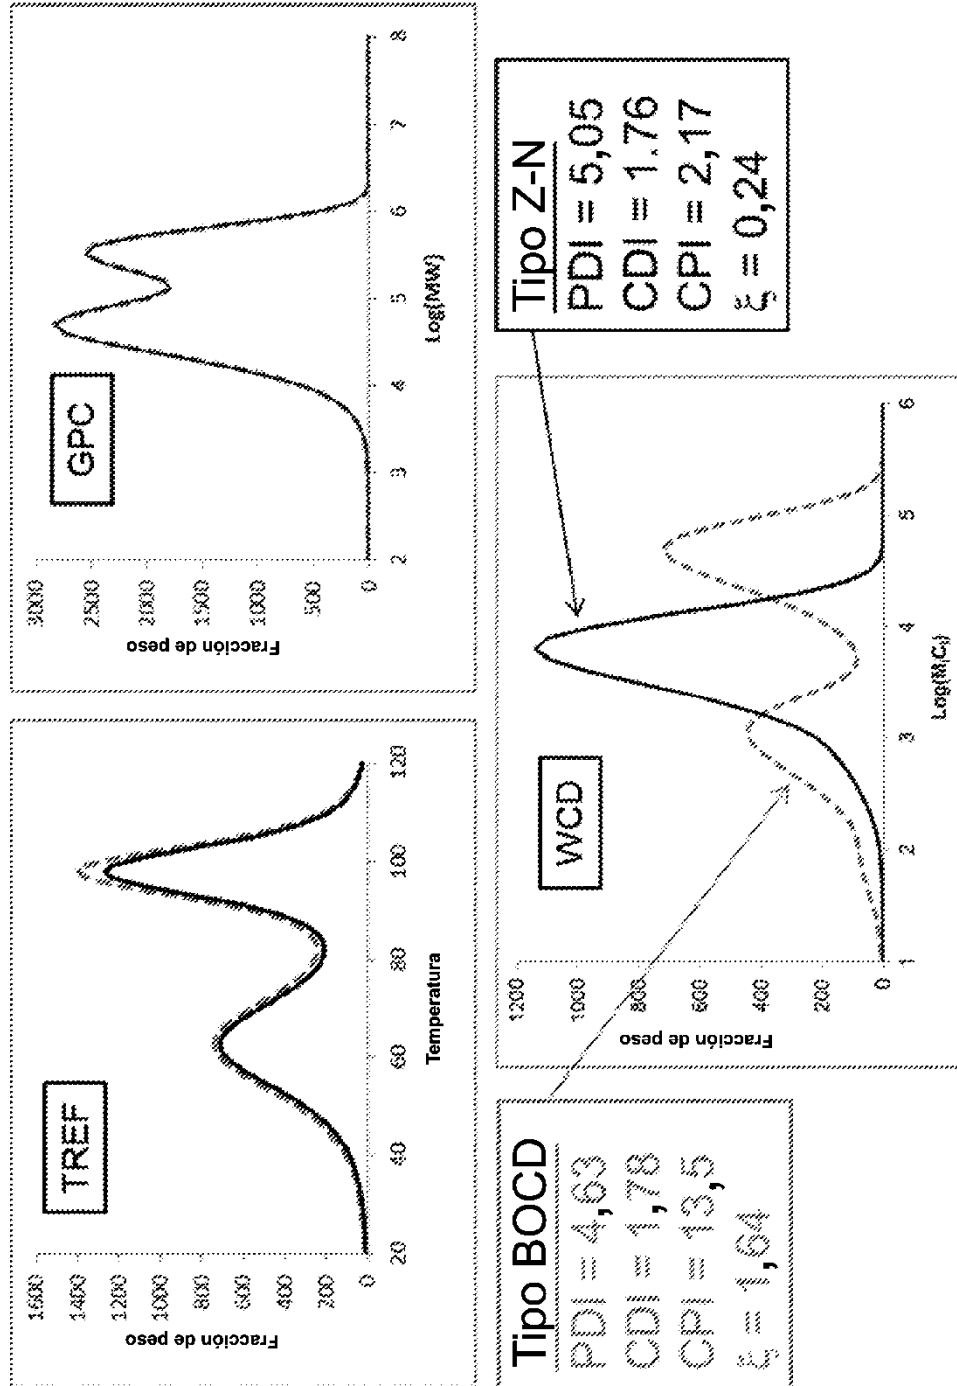 TREF
Fracción de peso
1600
1400
1200
1000
800
600
400
200
0
20
40
60
80
100
120
Temperatura
GPC
Fracción de peso
3000
2500
2000
1500
1000
500
0
2
3
4
5
6
7
8
Log{MW}
Tipo BOCD
PDI = 4,63
CDI = 1,78
CPI = 13,5
ξ = 1,64
WCD
Fracción de peso
1200
1000
800
600
400
200
0
1
2
3
4
5
6
Log{MᵢCᵢ}
Tipo Z-N
PDI = 5,05
CDI = 1.76
CPI = 2,17
ξ = 0,24